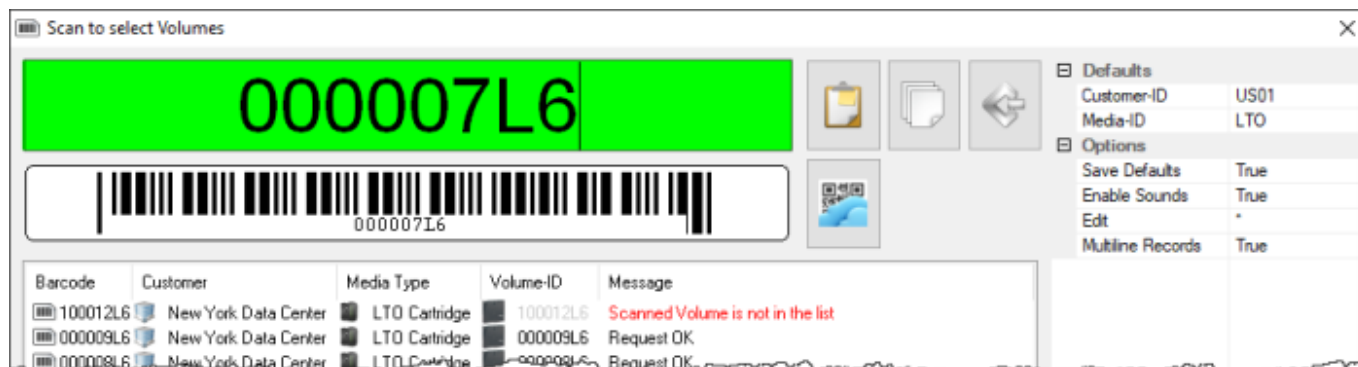 Scan to select Volumes
000007L6
000007L6
Defaults
Customer-ID US01
Media-ID LTO
Options
Save Defaults True
Enable Sounds True
Edit *
Multiline Records True
Barcode Customer Media Type Volume-ID Message
100012L6 New York Data Center LTO Cartridge 100012L6 Scanned Volume is not in the list
000009L6 New York Data Center LTO Cartridge 000009L6 Request OK
000008L6 New York Data Center LTO Cartridge 000008L6 Request OK